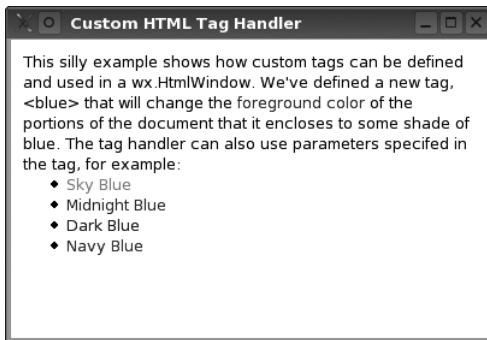 Custom HTML Tag Handler
This silly example shows how custom tags can be defined
and used in a wx.HtmlWindow. We've defined a new tag,
<blue> that will change the foreground color of the
portions of the document that it encloses to some shade of
blue. The tag handler can also use parameters specifed in
the tag, for example:
Sky Blue
Midnight Blue
Dark Blue
Navy Blue